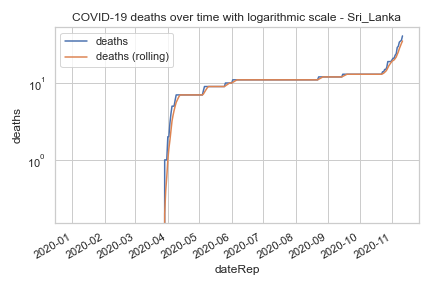 COVID-19 deaths over time with logarithmic scale - Sri_Lanka
deaths
deaths (rolling)
10¹
10⁰
deaths
2020-01
2020-02
2020-03
2020-04
2020-05
2020-06
2020-07
2020-08
2020-09
2020-10
2020-11
dateRep